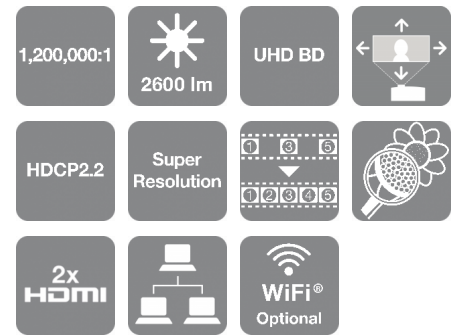 1,200,000:1
2600 lm
UHD BD
HDCP2.2
Super
Resolution
1 3 5
1 2 3 4 5
2x
HDMI
WiFi®
Optional